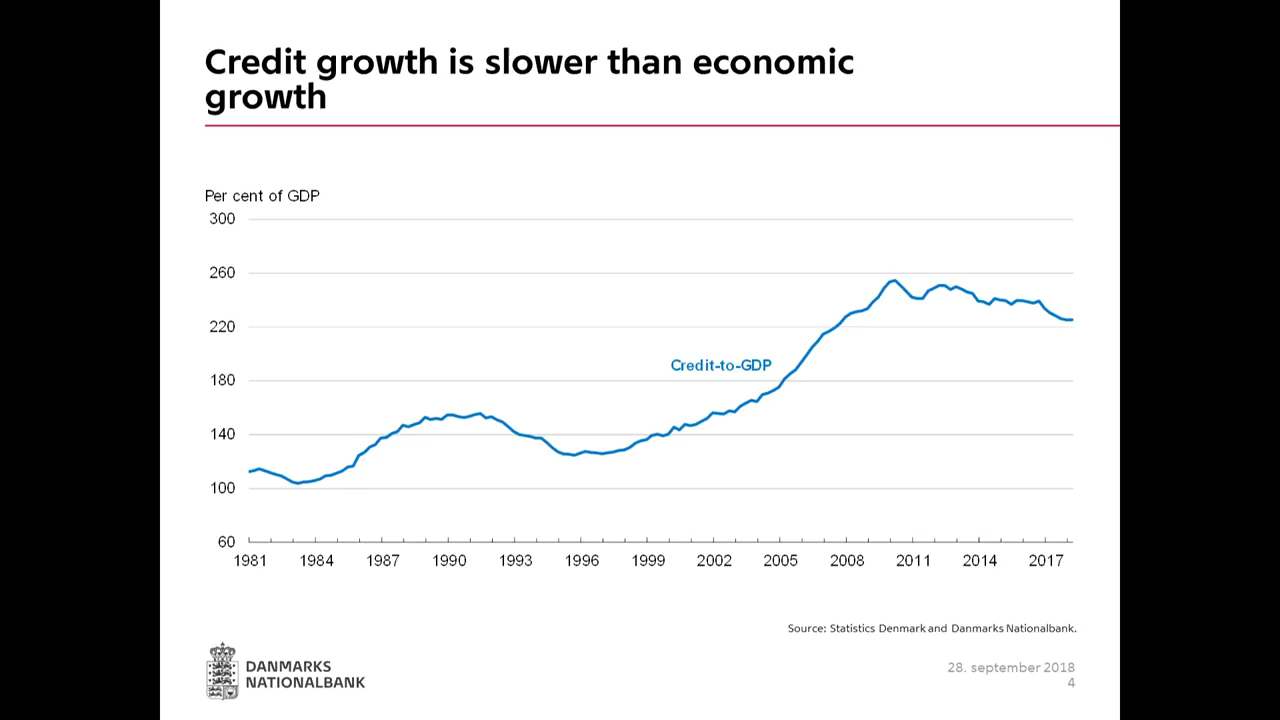 Credit growth is slower than economic
growth
Per cent of GDP
300
260
220
180
140
100
60
Credit-to-GDP
1981 1984 1987 1990 1993 1996 1999 2002 2005 2008 2011 2014 2017
Source: Statistics Denmark and Danmarks Nationalbank.
DANMARKS
NATIONALBANK
28. september 2018
4